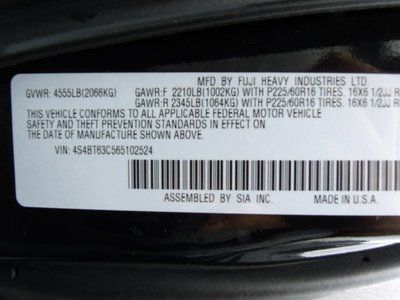 MFD. BY FUJI HEAVY INDUSTRIES LTD.
GVWR: 4555LB(2066KG) GAWR:F 2210LB(1002KG) WITH P225/60R16 TIRES. 16X6 1/2JJ R
GAWR:R 2345LB(1064KG) WITH P225/60R16 TIRES. 16X6 1/2JJ R
THIS VEHICLE CONFORMS TO ALL APPLICABLE FEDERAL MOTOR VEHICLE
SAFETY AND THEFT PREVENTION STANDARDS IN EFFECT ON
THE DATE OF MANUFACTURE SHOWN ABOVE.
VIN: 4S4BT63C565102524
ASSEMBLED BY SIA INC. MADE IN U.S.A.